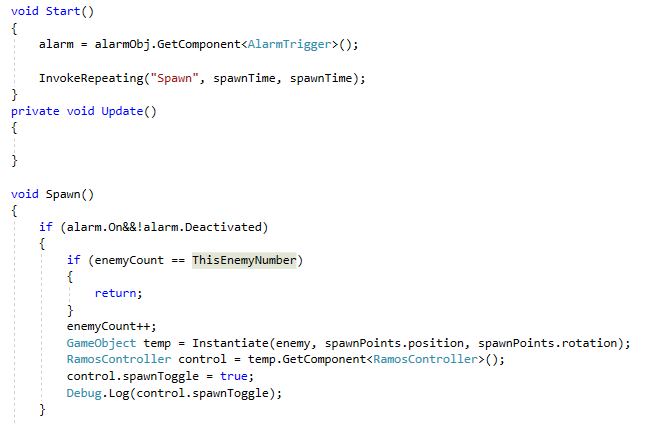 void Start()
{
alarm = alarmObj.GetComponent<AlarmTrigger>();
InvokeRepeating("Spawn", spawnTime, spawnTime);
}
private void Update()
{
}
void Spawn()
{
if (alarm.On&&!alarm.Deactivated)
{
if (enemyCount == ThisEnemyNumber)
{
return;
}
enemyCount++;
GameObject temp = Instantiate(enemy, spawnPoints.position, spawnPoints.rotation);
RamosController control = temp.GetComponent<RamosController>();
control.spawnToggle = true;
Debug.Log(control.spawnToggle);
}